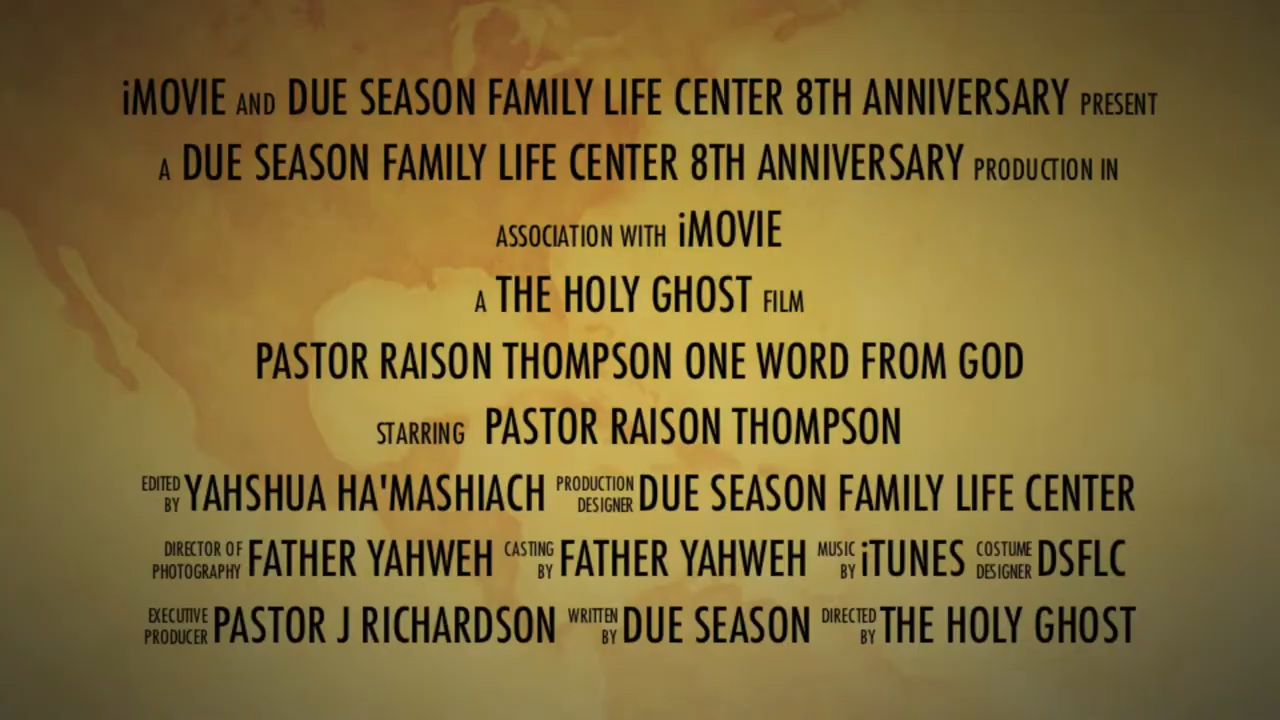 iMOVIE AND DUE SEASON FAMILY LIFE CENTER 8TH ANNIVERSARY PRESENT
A DUE SEASON FAMILY LIFE CENTER 8TH ANNIVERSARY PRODUCTION IN
ASSOCIATION WITH iMOVIE
A THE HOLY GHOST FILM
PASTOR RAISON THOMPSON ONE WORD FROM GOD
STARRING PASTOR RAISON THOMPSON
EDITED BY YAHSHUA HA'MASHIACH PRODUCTION DESIGNER DUE SEASON FAMILY LIFE CENTER
DIRECTOR OF PHOTOGRAPHY FATHER YAHWEH CASTING BY FATHER YAHWEH MUSIC BY iTUNES COSTUME DESIGNER DSFLC
EXECUTIVE PRODUCER PASTOR J RICHARDSON WRITTEN BY DUE SEASON DIRECTED BY THE HOLY GHOST